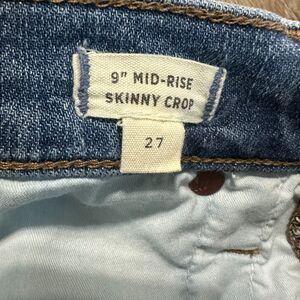 9" MID-RISE
SKINNY CROP
27